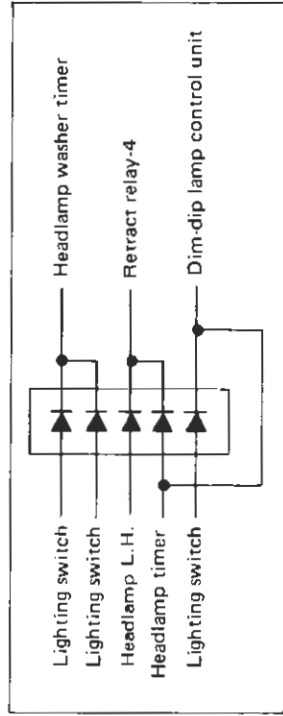 Lighting switch
Lighting switch
Headlamp L.H.
Headlamp timer
Lighting switch
Headlamp washer timer
Retract relay-4
Dim-dip lamp control unit